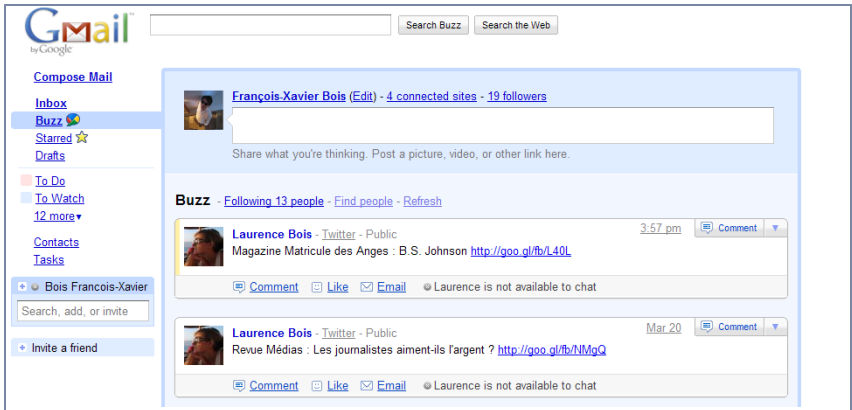 Gmail
by Google
Search Buzz
Search the Web
Compose Mail
Inbox
Buzz
Starred
Drafts
To Do
To Watch
12 more▾
Contacts
Tasks
Bois Francois-Xavier
Search, add, or invite
Invite a friend
François-Xavier Bois (Edit) - 4 connected sites - 19 followers
Share what you're thinking. Post a picture, video, or other link here.
Buzz - Following 13 people - Find people - Refresh
Laurence Bois - Twitter - Public 3:57 pm Comment
Magazine Matricule des Anges : B.S. Johnson http://goo.gl/fb/L40L
Comment Like Email Laurence is not available to chat
Laurence Bois - Twitter - Public Mar 20 Comment
Revue Médias : Les journalistes aiment-ils l'argent ? http://goo.gl/fb/NMgQ
Comment Like Email Laurence is not available to chat